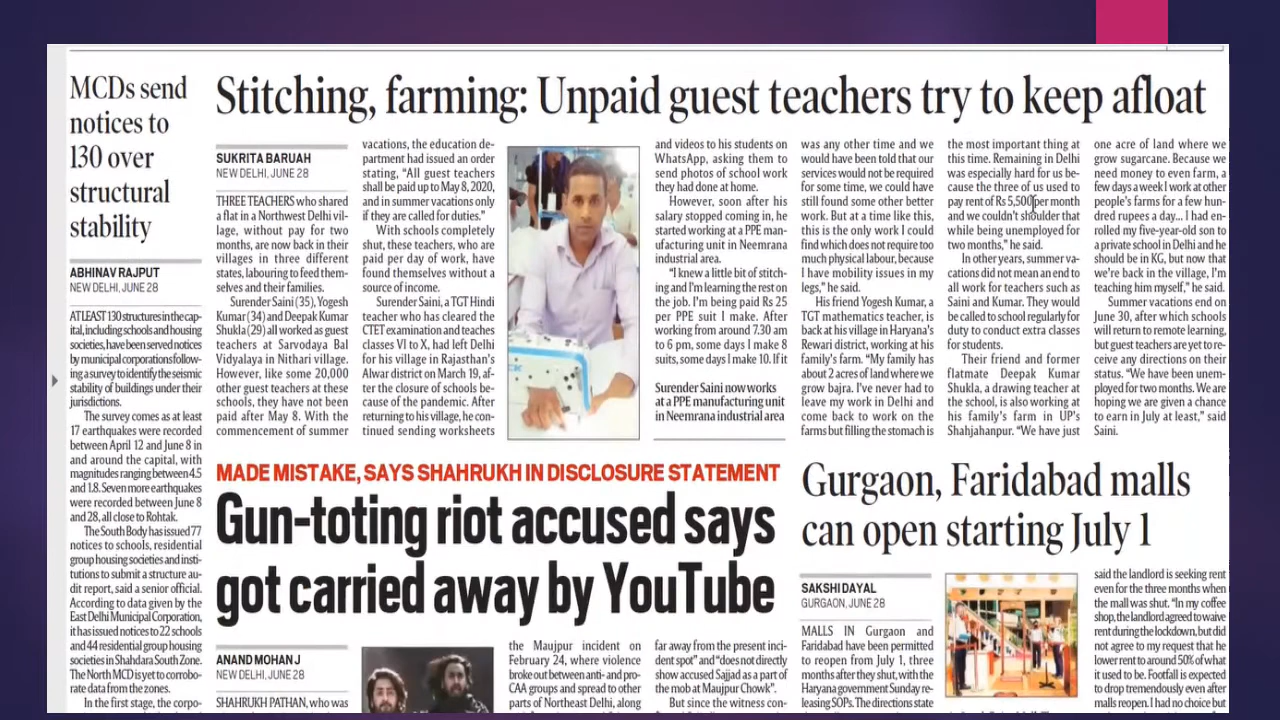 MCDs send
notices to
130 over
structural
stability
ABHINAV RAJPUT
NEW DELHI, JUNE 28
AT LEAST 130 structures in the cap-
ital, including schools and housing
societies, have been served notices
by municipal corporations follow-
ing a survey to identify the seismic
stability of buildings under their
jurisdictions.
The survey comes as at least
17 earthquakes were recorded
between April 12 and June 8 in
and around the capital, with
magnitudes ranging between 4.5
and 1.8. Seven more earthquakes
were recorded between June 8
and 28, all close to Rohtak.
The South Body has issued 77
notices to schools, residential
group housing societies and insti-
tutions to submit a structure au-
dit report, said a senior official.
According to data given by the
East Delhi Municipal Corporation,
it has issued notices to 22 schools
and 44 residential group housing
societies in Shahdara South Zone.
The North MCD is yet to corrobo-
rate data from the zones.
In the first stage, the corpo-
Stitching, farming: Unpaid guest teachers try to keep afloat
SUKRITA BARUAH
NEW DELHI, JUNE 28
THREE TEACHERS who shared
a flat in a Northwest Delhi vil-
lage, without pay for two
months, are now back in their
villages in three different
states, labouring to feed them-
selves and their families.
Surender Saini (35), Yogesh
Kumar (34) and Deepak Kumar
Shukla (29) all worked as guest
teachers at Sarvodaya Bal
Vidyalaya in Nithari village.
However, like some 20,000
other guest teachers at these
schools, they have not been
paid after May 8. With the
commencement of summer
vacations, the education de-
partment had issued an order
stating, “All guest teachers
shall be paid up to May 8, 2020,
and in summer vacations only
if they are called for duties.”
With schools completely
shut, these teachers, who are
paid per day of work, have
found themselves without a
source of income.
Surender Saini, a TGT Hindi
teacher who has cleared the
CTET examination and teaches
classes VI to X, had left Delhi
for his village in Rajasthan's
Alwar district on March 19, af-
ter the closure of schools be-
cause of the pandemic. After
returning to his village, he con-
tinued sending worksheets
and videos to his students on
WhatsApp, asking them to
send photos of school work
they had done at home.
However, soon after his
salary stopped coming in, he
started working at a PPE man-
ufacturing unit in Neemrana
industrial area.
“I knew a little bit of stitch-
ing and I'm learning the rest on
the job. I'm being paid Rs 25
per PPE suit I make. After
working from around 7.30 am
to 6 pm, some days I make 8
suits, some days I make 10. If it
Surender Saini now works
at a PPE manufacturing unit
in Neemrana industrial area
was any other time and we
would have been told that our
services would not be required
for some time, we could have
still found some other better
work. But at a time like this,
this is the only work I could
find which does not require too
much physical labour, because
I have mobility issues in my
legs,” he said.
His friend Yogesh Kumar, a
TGT mathematics teacher, is
back at his village in Haryana's
Rewari district, working at his
family's farm. “My family has
about 2 acres of land where we
grow bajra. I've never had to
leave my work in Delhi and
come back to work on the
farms but filling the stomach is
the most important thing at
this time. Remaining in Delhi
was especially hard for us be-
cause the three of us used to
pay rent of Rs 5,500 per month
and we couldn't shoulder that
while being unemployed for
two months,” he said.
In other years, summer va-
cations did not mean an end to
all work for teachers such as
Saini and Kumar. They would
be called to school regularly for
duty to conduct extra classes
for students.
Their friend and former
flatmate Deepak Kumar
Shukla, a drawing teacher at
the school, is also working at
his family's farm in UP's
Shahjahanpur. “We have just
one acre of land where we
grow sugarcane. Because we
need money to even farm, a
few days a week I work at other
people's farms for a few hun-
dred rupees a day... I had en-
rolled my five-year-old son to
a private school in Delhi and he
should be in KG, but now that
we're back in the village, I'm
teaching him myself,” he said.
Summer vacations end on
June 30, after which schools
will return to remote learning,
but guest teachers are yet to re-
ceive any directions on their
status. “We have been unem-
ployed for two months. We are
hoping we are given a chance
to earn in July at least,” said
Saini.
MADE MISTAKE, SAYS SHAHRUKH IN DISCLOSURE STATEMENT
Gun-toting riot accused says
got carried away by YouTube
ANAND MOHAN J
NEW DELHI, JUNE 28
SHAHRUKH PATHAN, who was
the Maujpur incident on
February 24, where violence
broke out between anti- and pro-
CAA groups and spread to other
parts of Northeast Delhi, along
far away from the present inci-
dent spot” and “does not directly
show accused Sajjad as a part of
the mob at Maujpur Chowk”.
But since the witness con-
Gurgaon, Faridabad malls
can open starting July 1
SAKSHI DAYAL
GURGAON, JUNE 28
MALLS IN Gurgaon and
Faridabad have been permitted
to reopen from July 1, three
months after they shut, with the
Haryana government Sunday re-
leasing SOPs. The directions state
said the landlord is seeking rent
even for the three months when
the mall was shut. “In my coffee
shop, the landlord agreed to waive
rent during the lockdown, but did
not agree to my request that he
lower rent to around 50% of what
it used to be. Footfall is expected
to drop tremendously even after
malls reopen. I had no choice but